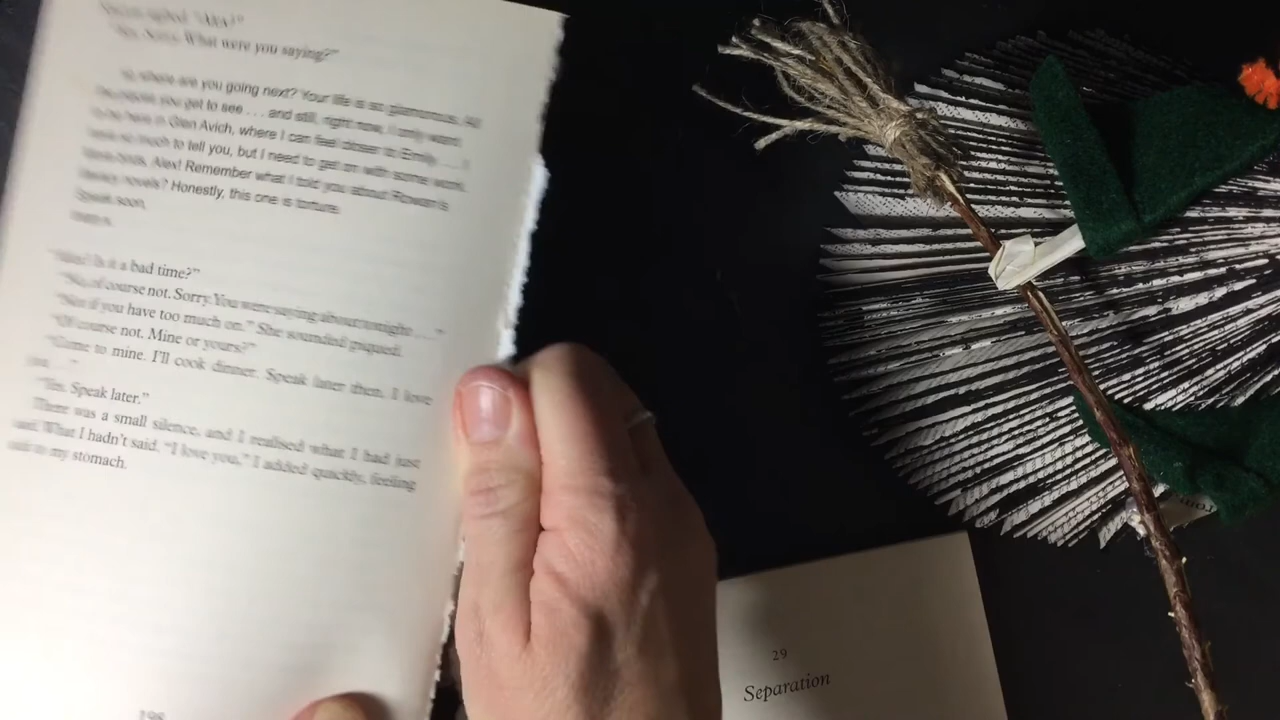 sighed. "Alex?"
"Yes. Sorry. What were you saying?"
So where are you going next? Your life is so glamorous. All
the places you get to see . . . and still, right now, I only want
to be here in Glen Avich, where I can feel closer to Emily . . . I
have so much to tell you, but I need to get on with some work.
Alex! Remember what I told you about Rowan's
literary novels? Honestly, this one is torture.
Speak soon,
"Alex? Is it a bad time?"
"No, of course not. Sorry. You were saying about tonight . . . "
"Not if you have too much on." She sounded piqued.
"Of course not. Mine or yours?"
"Come to mine. I'll cook dinner. Speak later then, I love
you . . . "
"Yes. Speak later."
There was a small silence, and I realised what I had just
said. What I hadn't said. "I love you," I added quickly, feeling
my stomach.
198
29
Separation